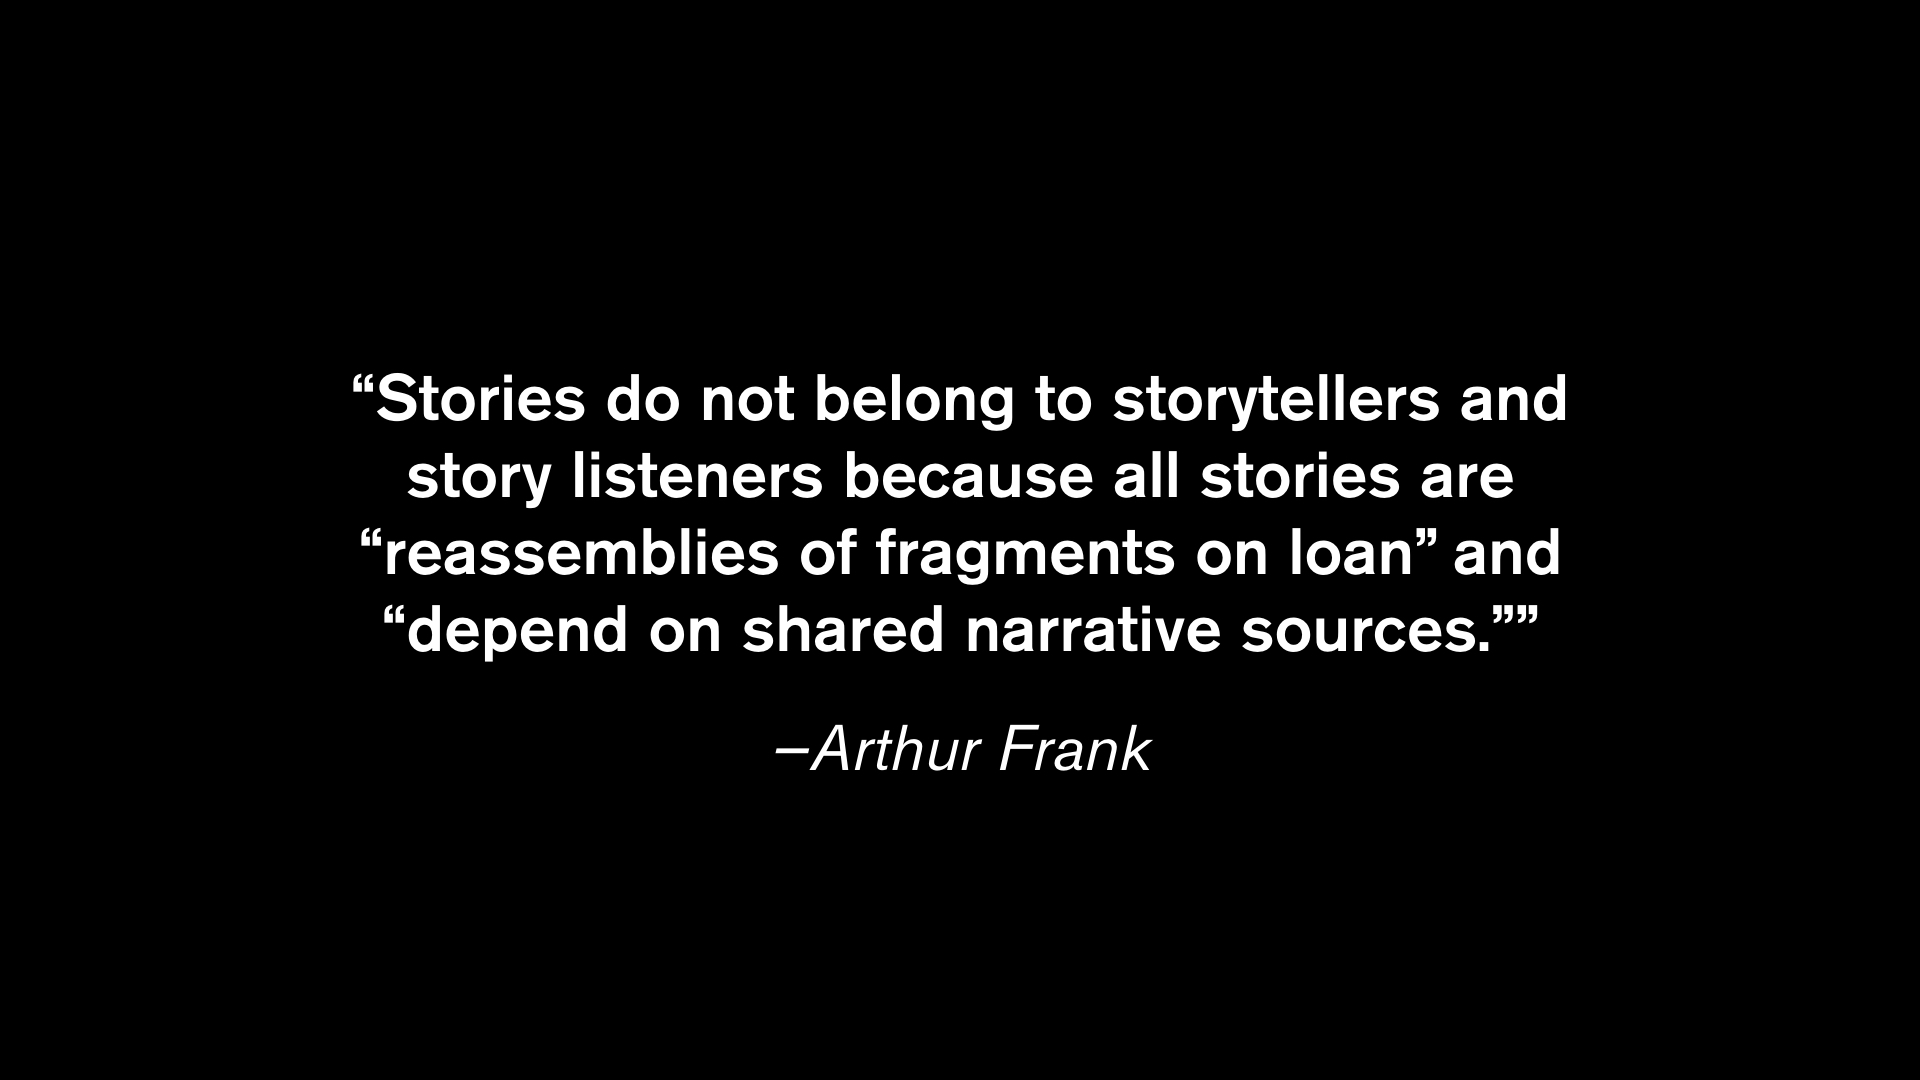 “Stories do not belong to storytellers and
story listeners because all stories are
“reassemblies of fragments on loan” and
“depend on shared narrative sources.””
–Arthur Frank